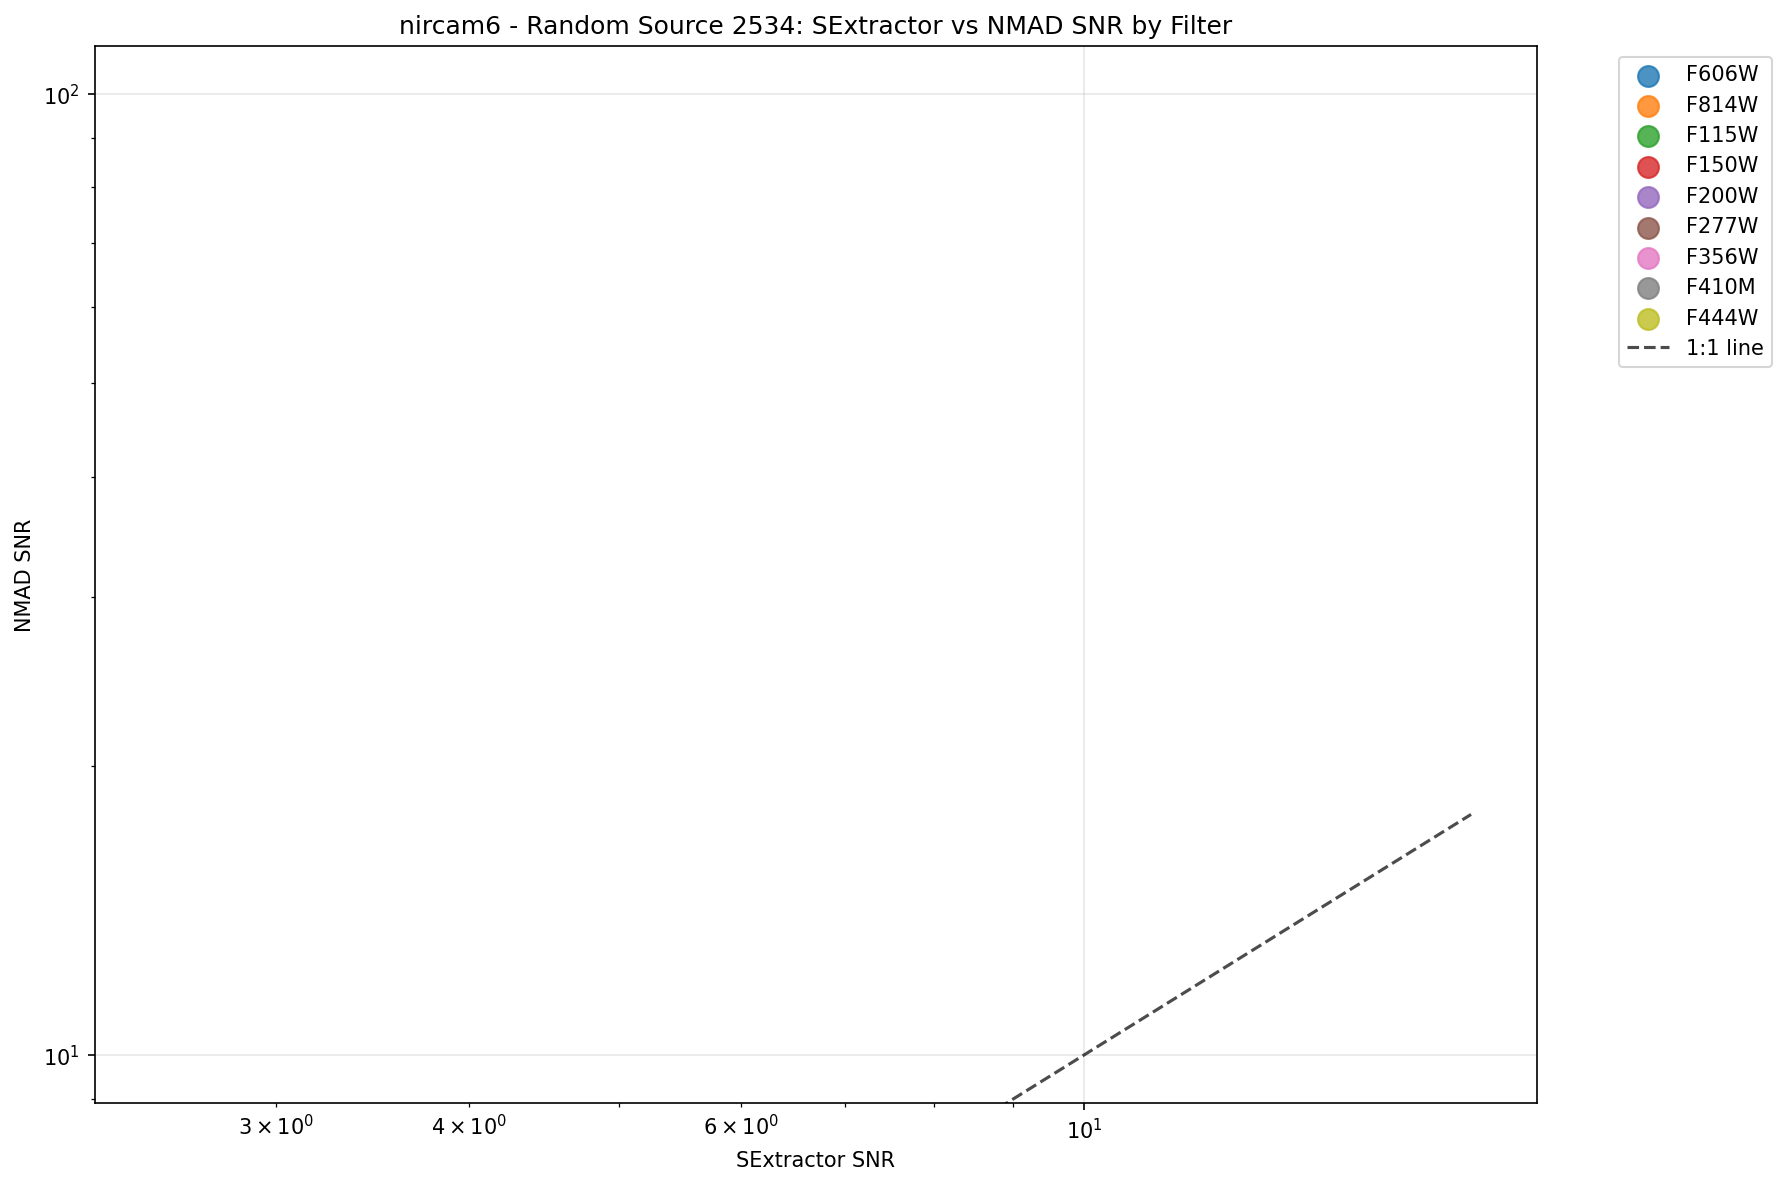 nircam6 - Random Source 2534: SExtractor vs NMAD SNR by Filter
NMAD SNR
10²
10¹
3 × 10⁰
4 × 10⁰
6 × 10⁰
10¹
SExtractor SNR
F606W
F814W
F115W
F150W
F200W
F277W
F356W
F410M
F444W
1:1 line